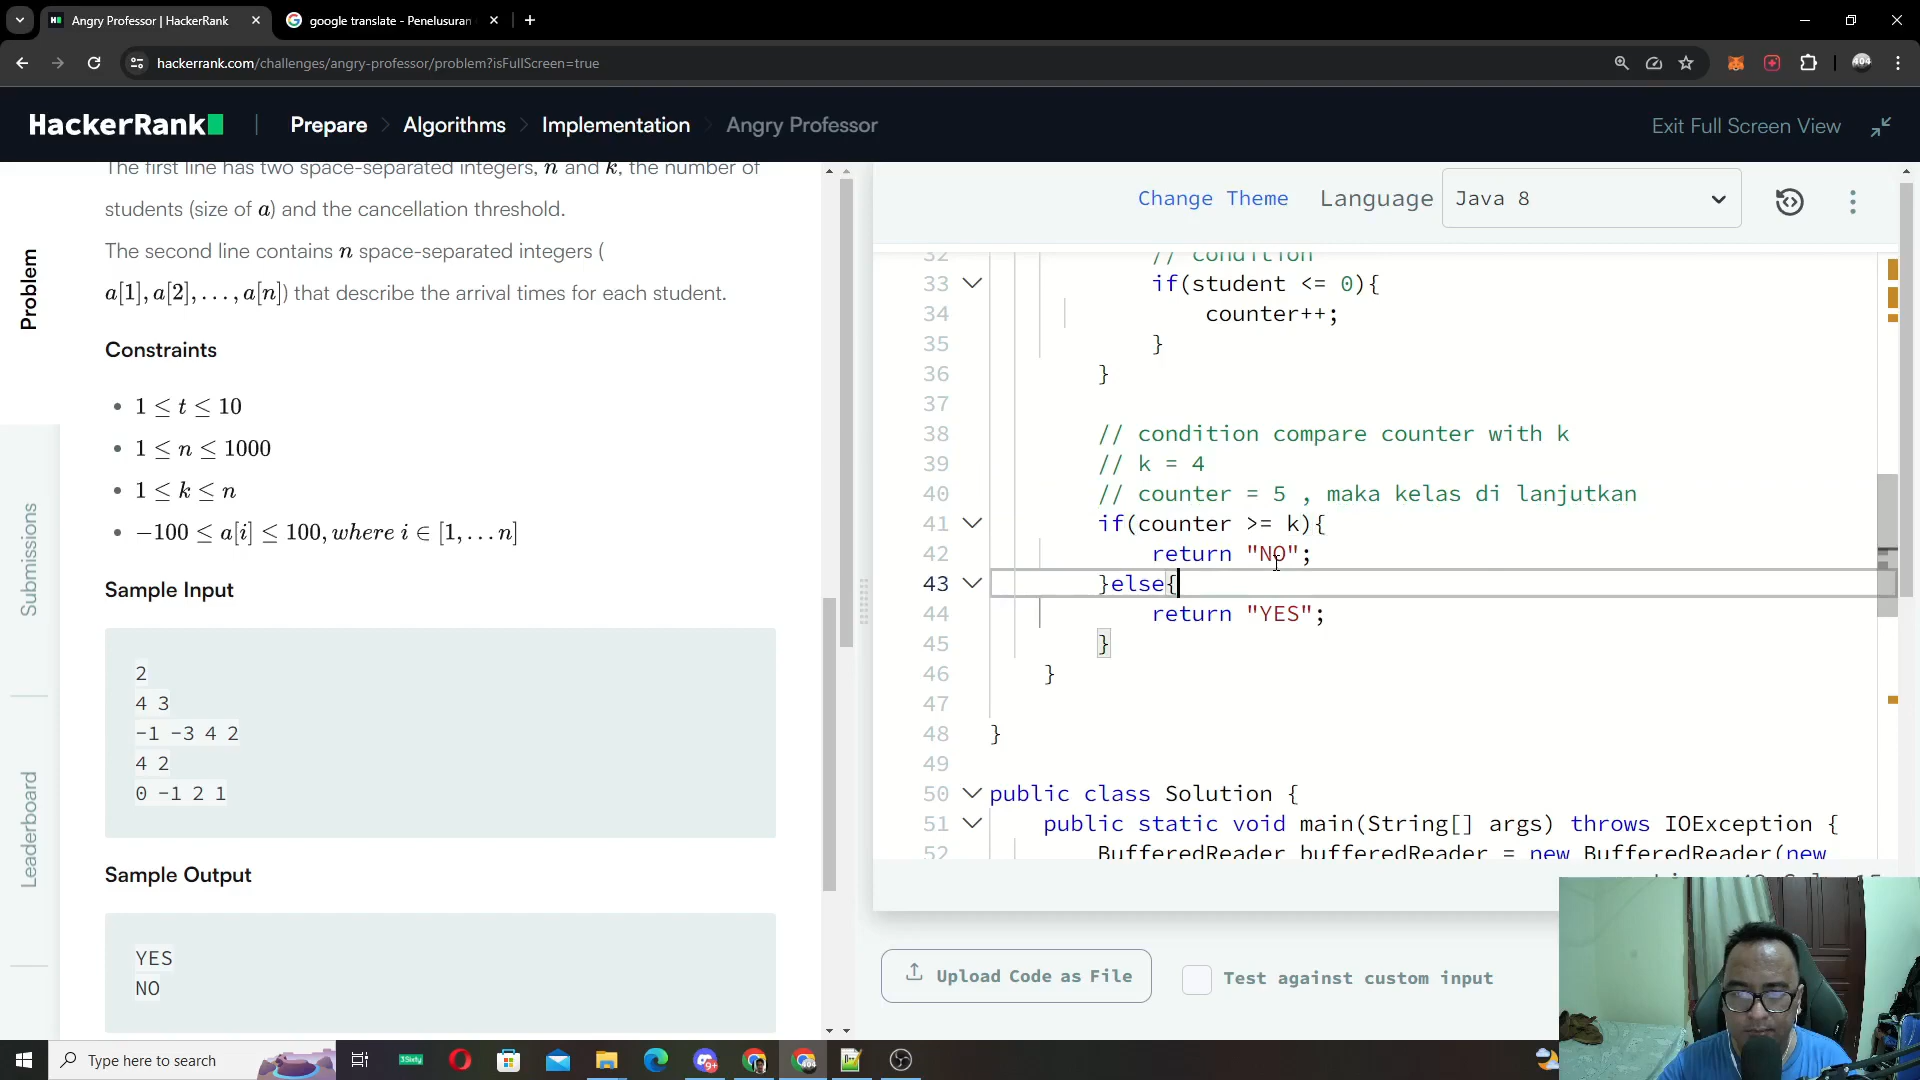 Angry Professor | HackerRank
google translate - Penelusuran
hackerrank.com/challenges/angry-professor/problem?isFullScreen=true
404
HackerRank
Prepare
Algorithms
Implementation
Angry Professor
Exit Full Screen View
Problem
Submissions
Leaderboard
The first line has two space-separated integers, n and k, the number of
students (size of a) and the cancellation threshold.
The second line contains n space-separated integers (
a[1], a[2], . . . , a[n]) that describe the arrival times for each student.
Constraints
1 ≤ t ≤ 10
1 ≤ n ≤ 1000
1 ≤ k ≤ n
−100 ≤ a[i] ≤ 100, where i ∈ [1, . . . n]
Sample Input
2
4 3
-1 -3 4 2
4 2
0 -1 2 1
Sample Output
YES
NO
Change Theme
Language
Java 8
32 // condition
33 if(student <= 0){
34 counter++;
35 }
36 }
37
38 // condition compare counter with k
39 // k = 4
40 // counter = 5 , maka kelas di lanjutkan
41 if(counter >= k){
42 return "NO";
43 }else{
44 return "YES";
45 }
46 }
47
48 }
49
50 public class Solution {
51 public static void main(String[] args) throws IOException {
52 BufferedReader bufferedReader = new BufferedReader(new
Upload Code as File
Test against custom input
Type here to search